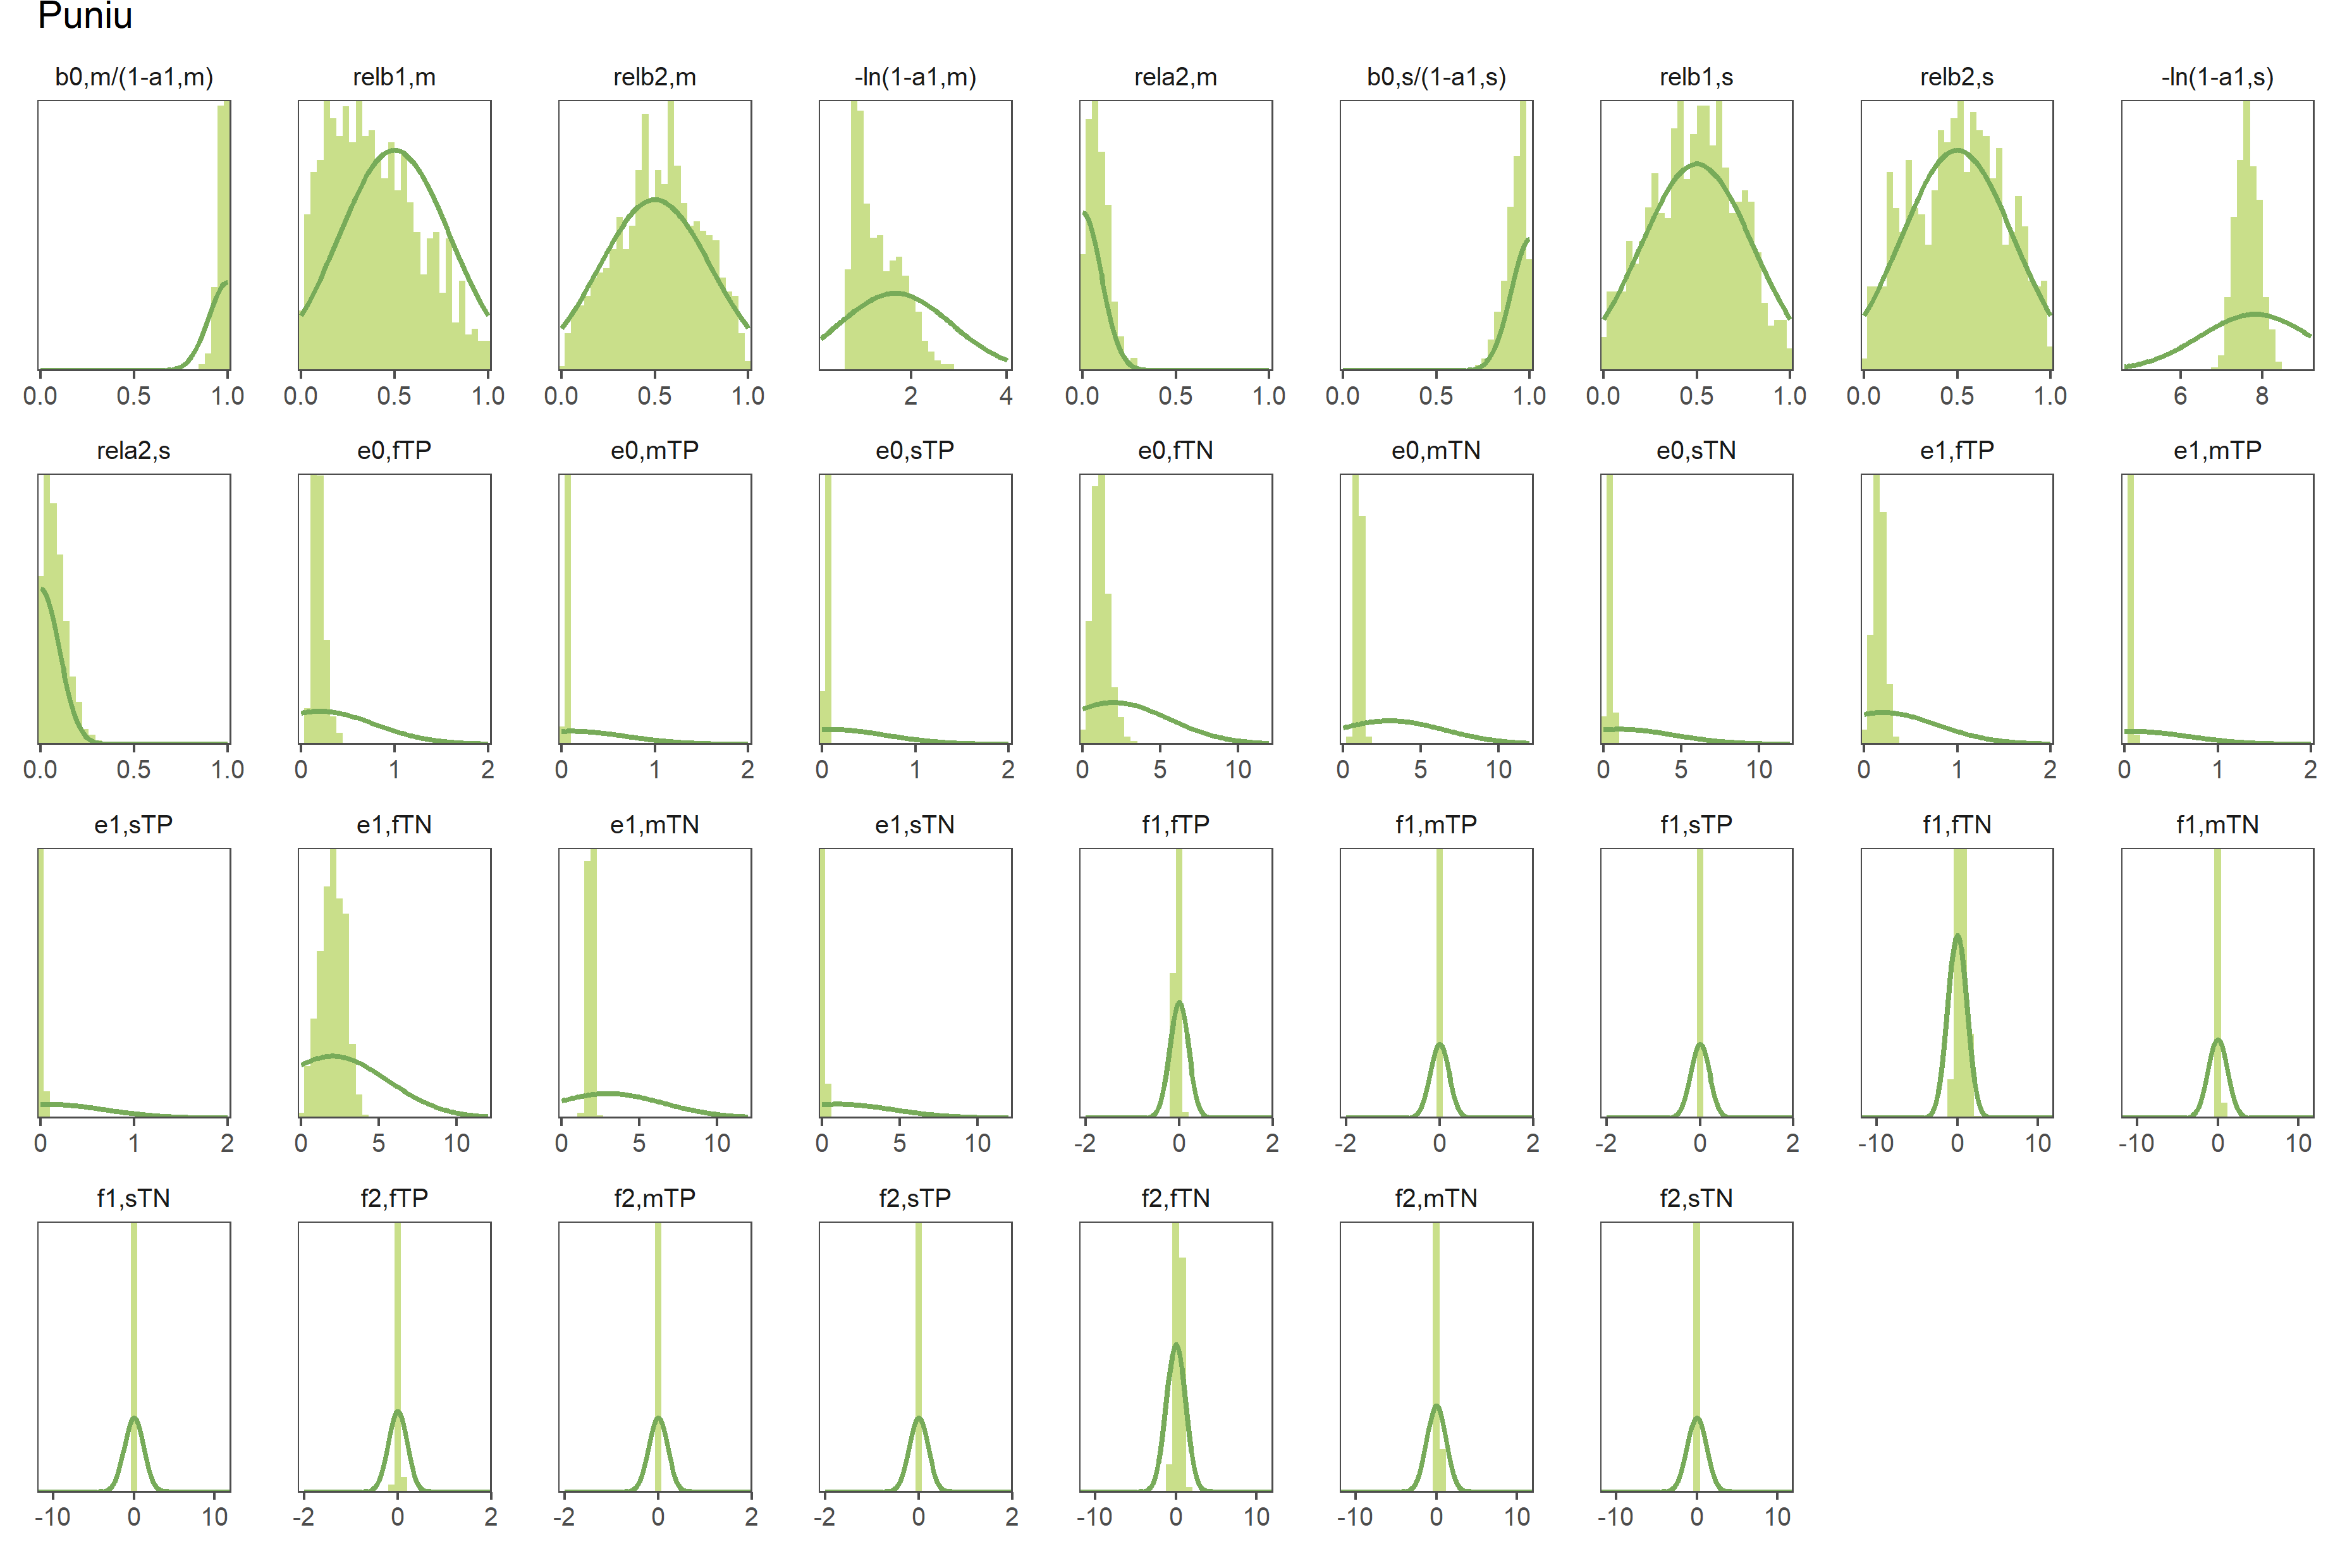 Puniu
b0,m/(1-a1,m) relb1,m relb2,m -ln(1-a1,m) rela2,m b0,s/(1-a1,s) relb1,s relb2,s -ln(1-a1,s)
0.0 0.5 1.0 0.0 0.5 1.0 0.0 0.5 1.0 2 4 0.0 0.5 1.0 0.0 0.5 1.0 0.0 0.5 1.0 0.0 0.5 1.0 6 8
rela2,s e0,fTP e0,mTP e0,sTP e0,fTN e0,mTN e0,sTN e1,fTP e1,mTP
0.0 0.5 1.0 0 1 2 0 1 2 0 1 2 0 5 10 0 5 10 0 5 10 0 1 2 0 1 2
e1,sTP e1,fTN e1,mTN e1,sTN f1,fTP f1,mTP f1,sTP f1,fTN f1,mTN
0 1 2 0 5 10 0 5 10 0 5 10 -2 0 2 -2 0 2 -2 0 2 -10 0 10 -10 0 10
f1,sTN f2,fTP f2,mTP f2,sTP f2,fTN f2,mTN f2,sTN
-10 0 10 -2 0 2 -2 0 2 -2 0 2 -10 0 10 -10 0 10 -10 0 10